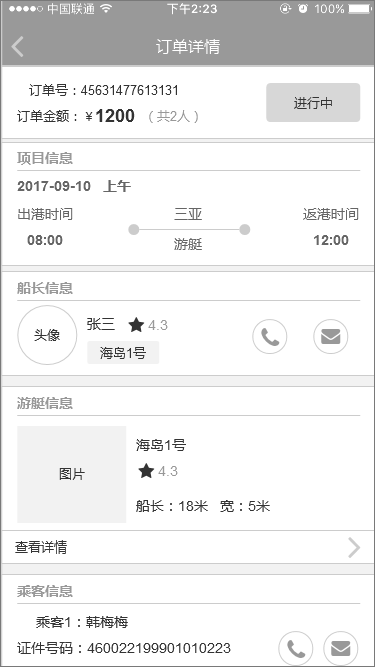 中国联通 下午2:23 100%
订单详情
订单号：45631477613131
订单金额：￥1200 （共2人）
进行中
项目信息
2017-09-10 上午
出港时间 三亚 返港时间
08:00 游艇 12:00
船长信息
头像 张三 4.3
海岛1号
游艇信息
图片
海岛1号
4.3
船长：18米 宽：5米
查看详情
乘客信息
乘客1：韩梅梅
证件号码：460022199901010223